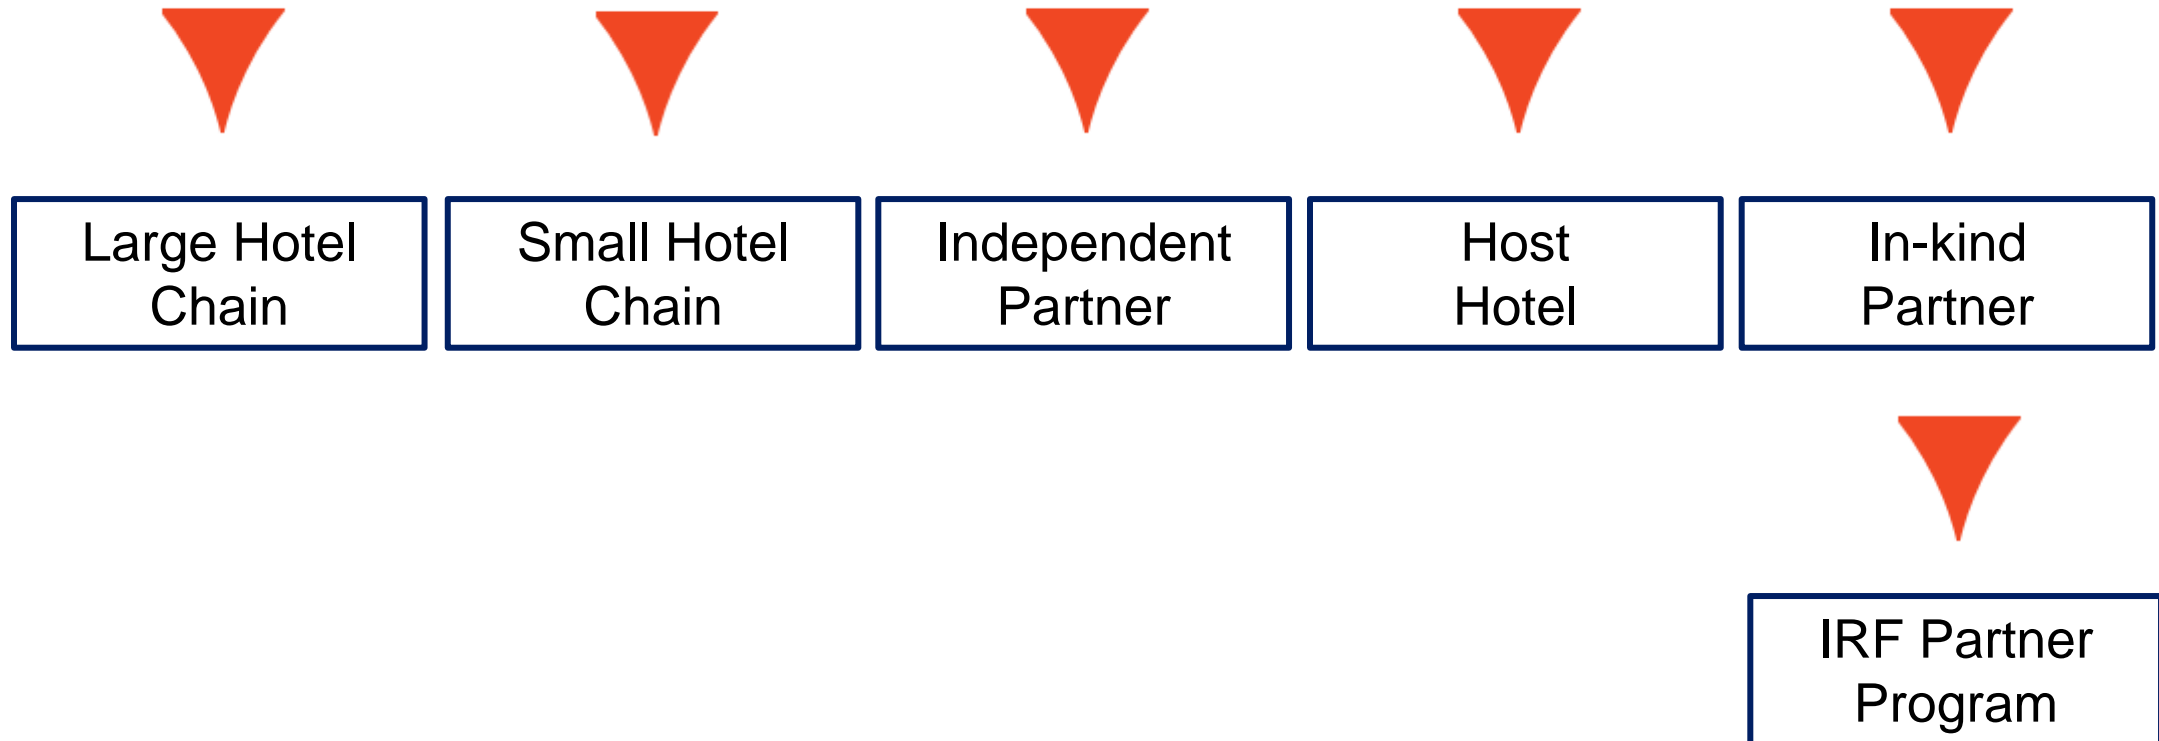 Large Hotel
Chain
Small Hotel
Chain
Independent
Partner
Host
Hotel
In-kind
Partner
IRF Partner
Program